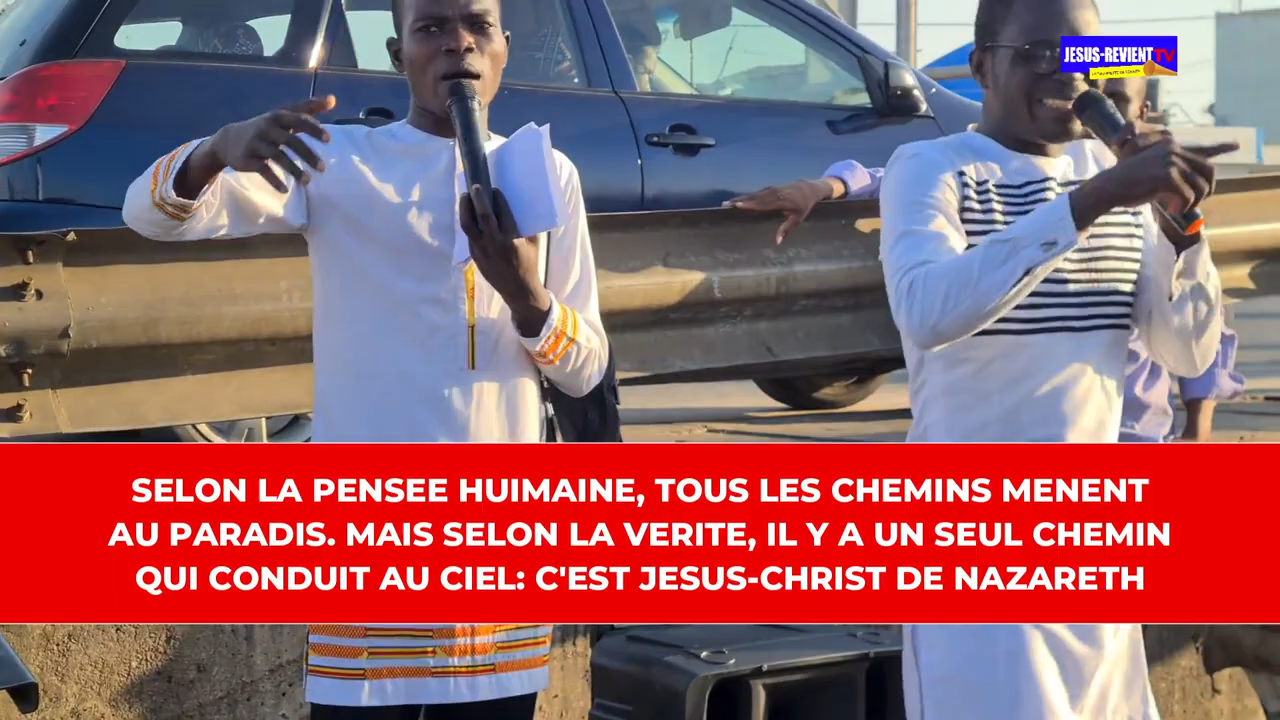 JESUS-REVIENT TV
SELON LA PENSEE HUIMAINE, TOUS LES CHEMINS MENENT
AU PARADIS. MAIS SELON LA VERITE, IL Y A UN SEUL CHEMIN
QUI CONDUIT AU CIEL: C'EST JESUS-CHRIST DE NAZARETH